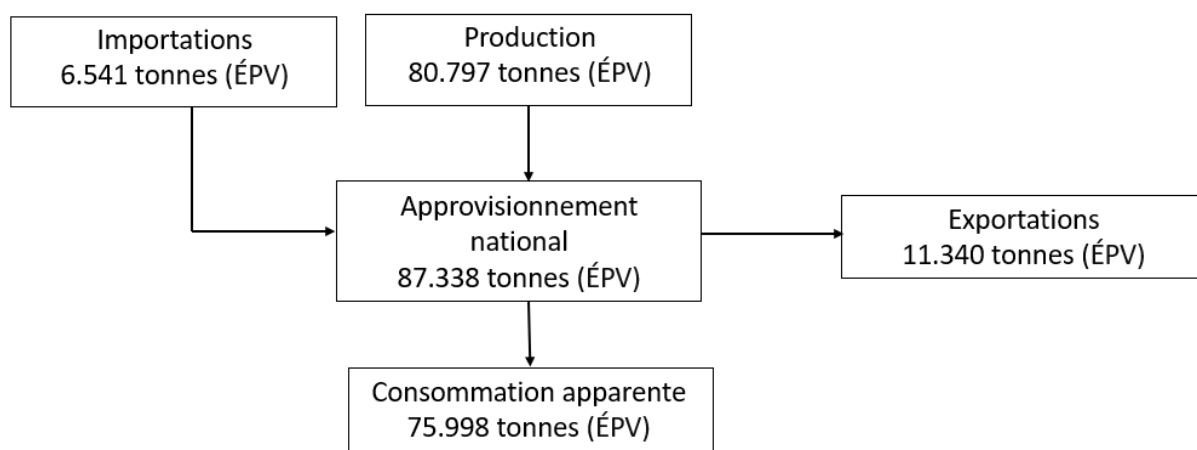 Importations
6.541 tonnes (ÉPV)
Production
80.797 tonnes (ÉPV)
Approvisionnement
national
87.338 tonnes (ÉPV)
Exportations
11.340 tonnes (ÉPV)
Consommation apparente
75.998 tonnes (ÉPV)